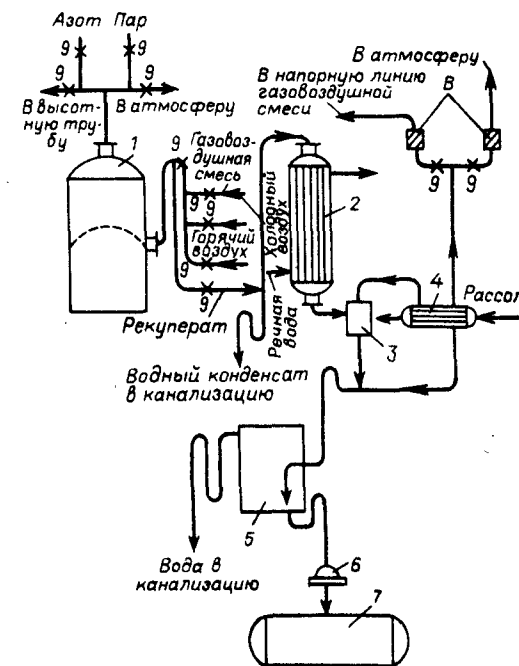 Азот Пар
9 9
9 9
В высот-
ную тру-
бу
В атмосферу
1
9
Газовоз-
душная
смесь
9 9
Горячий
воздух
9
9
Рекуперат
Холодный
воздух
Речная
вода
Водный конденсат
в канализацию
В атмосферу
В напорную линию
газовоздушной
смеси
В
9 9
2
3
4
Рассол
5
Вода в
канализацию
6
7